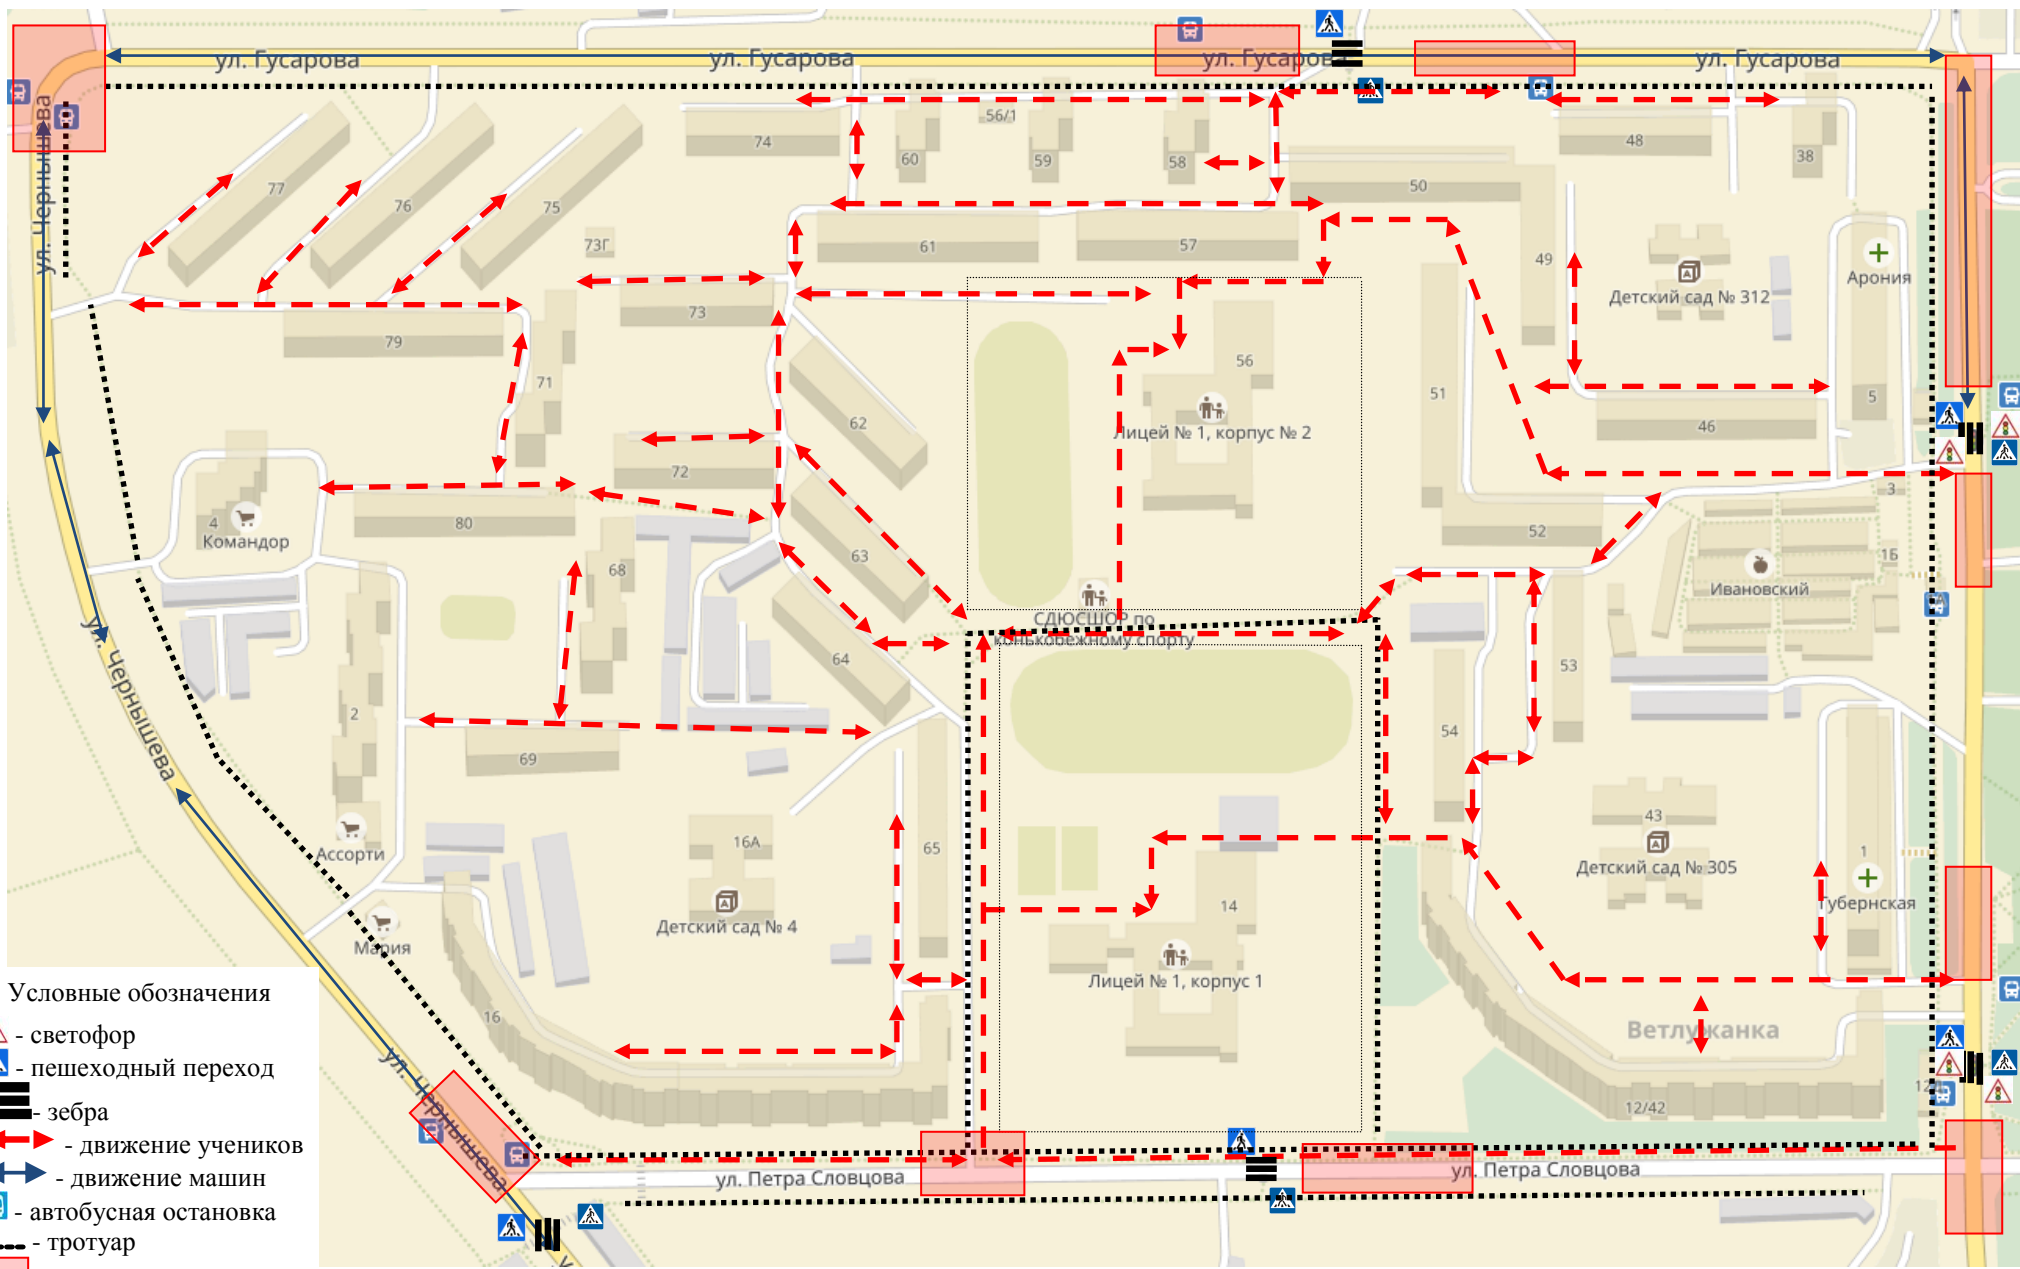 ул. Гусарова
ул. Гусарова
ул. Гусарова
ул. Гусарова
ул. Чернышева
56/1
74
60
59
58
48
38
77
76
75
50
73Г
61
57
49
Детский сад № 312
Арония
73
79
71
62
56
51
5
46
Лицей № 1, корпус № 2
72
4
Командор
80
63
52
3
68
1Б
Ивановский
СДЮСШОР по
конькобежному спорту
ул. Чернышева
64
53
2
54
69
16А
65
43
1
Ассорти
Детский сад № 305
Губернская
14
Детский сад № 4
Мария
Лицей № 1, корпус 1
16
Ветлужанка
12/42
ул. Чернышева
ул. Петра Словцова
ул. Петра Словцова
Условные обозначения
- светофор
- пешеходный переход
- зебра
- движение учеников
- движение машин
- автобусная остановка
- тротуар